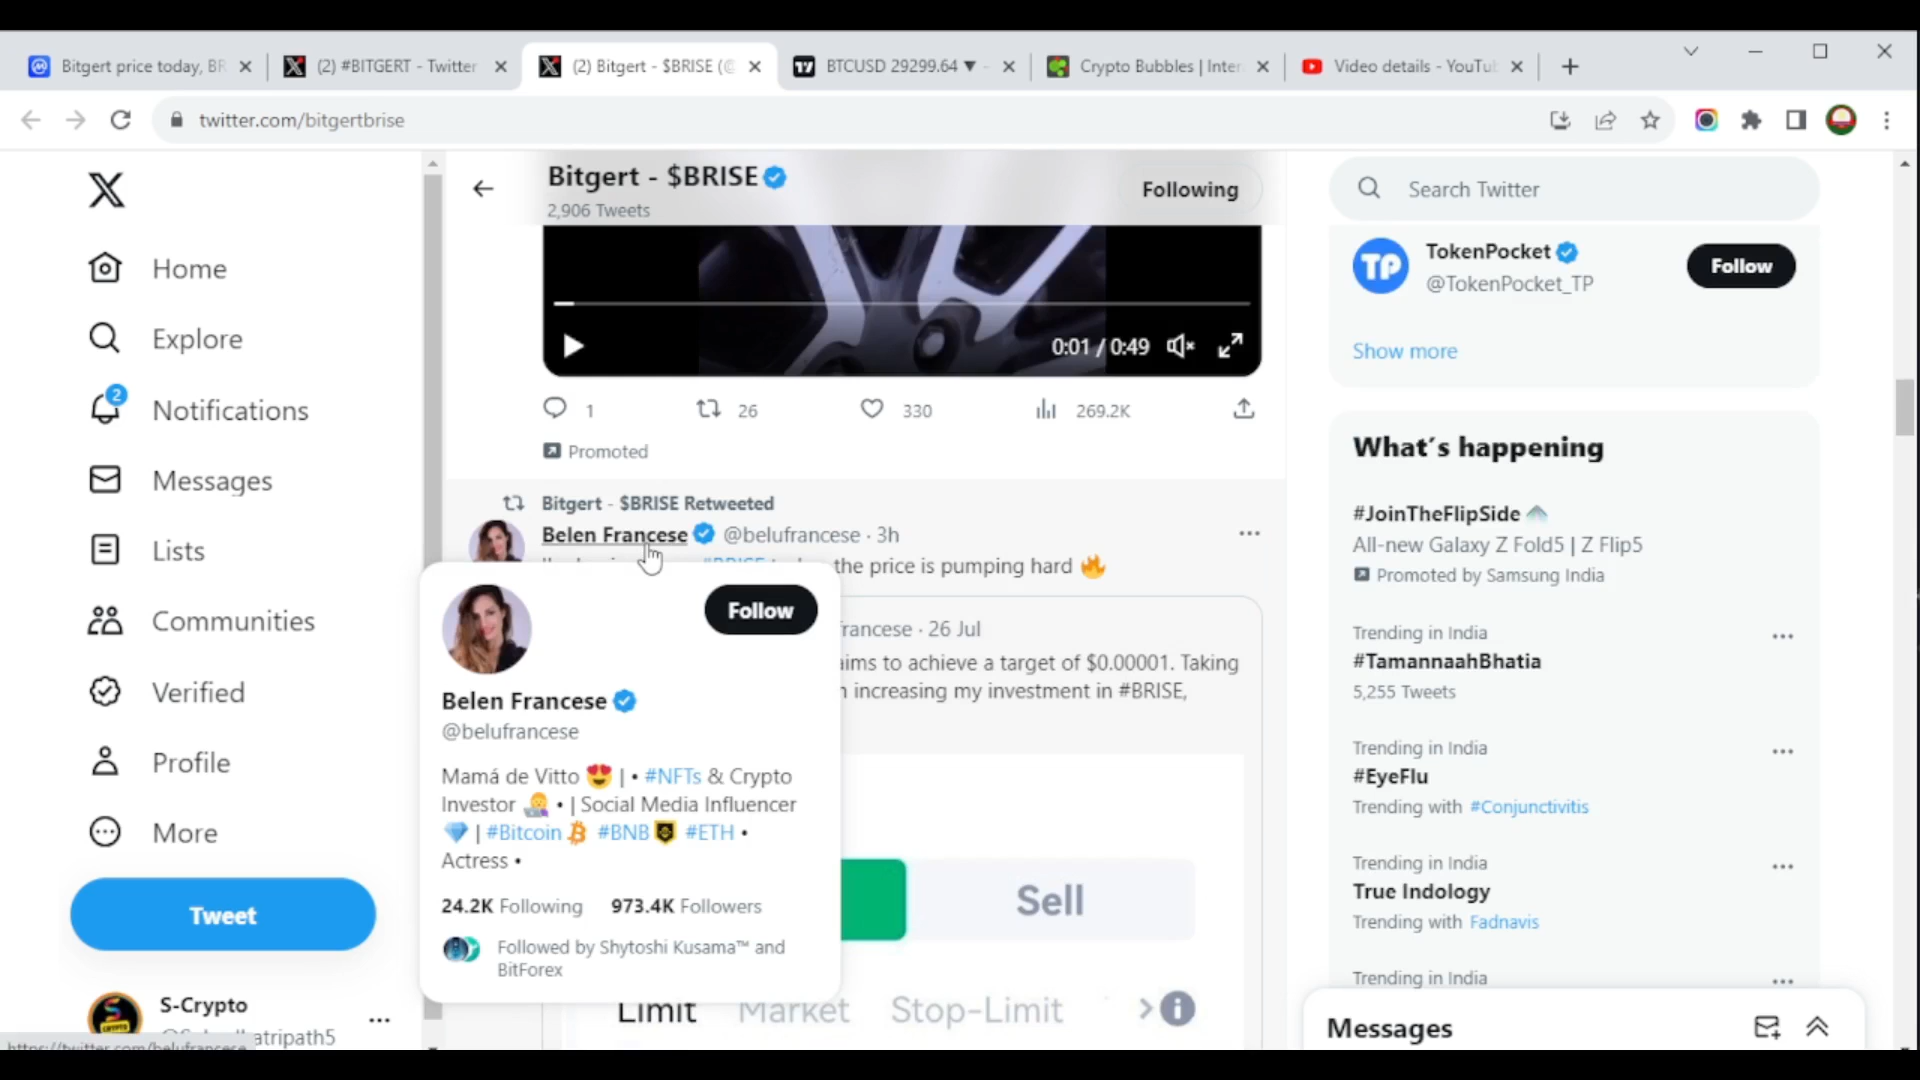 Bitgert price today, BR
(2) #BITGERT - Twitter
(2) Bitgert - $BRISE (@
BTCUSD 29299.64 ▼ -
Crypto Bubbles | Inter
Video details - YouTub
twitter.com/bitgertbrise
Home
Explore
2
Notifications
Messages
Lists
Communities
Verified
Profile
More
Tweet
S-Crypto
atripath5
https://twitter.com/belufrancese
Bitgert - $BRISE
2,906 Tweets
Following
0:01 / 0:49
1
26
330
269.2K
Promoted
Bitgert - $BRISE Retweeted
Belen Francese @belufrancese · 3h
the price is pumping hard 🔥
rancese · 26 Jul
aims to achieve a target of $0.00001. Taking
increasing my investment in #BRISE,
Follow
Belen Francese
@belufrancese
Mamá de Vitto 😍 | • #NFTs & Crypto
Investor 👩‍💻 • | Social Media Influencer
💎 | #Bitcoin #BNB #ETH •
Actress •
24.2K Following 973.4K Followers
Followed by Shytoshi Kusama™ and
BitForex
Sell
Limit Market Stop-Limit
Search Twitter
TP
TokenPocket
@TokenPocket_TP
Follow
Show more
What's happening
#JoinTheFlipSide
All-new Galaxy Z Fold5 | Z Flip5
Promoted by Samsung India
Trending in India
#TamannaahBhatia
5,255 Tweets
Trending in India
#EyeFlu
Trending with #Conjunctivitis
Trending in India
True Indology
Trending with Fadnavis
Trending in India
Messages